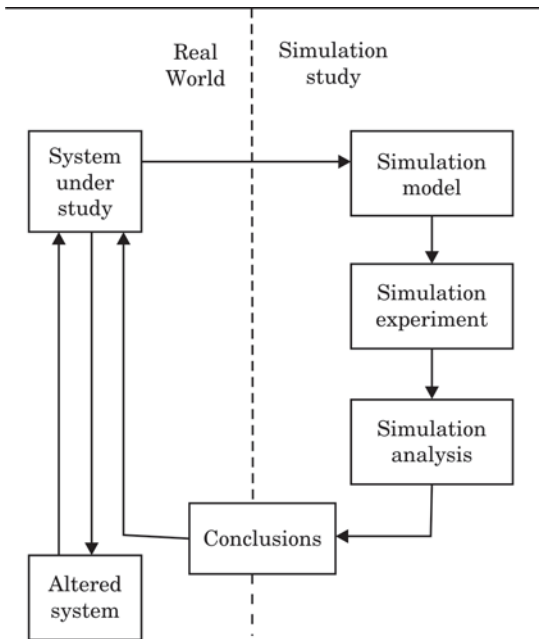 Real
World
Simulation
study
System
under
study
Simulation
model
Simulation
experiment
Simulation
analysis
Conclusions
Altered
system